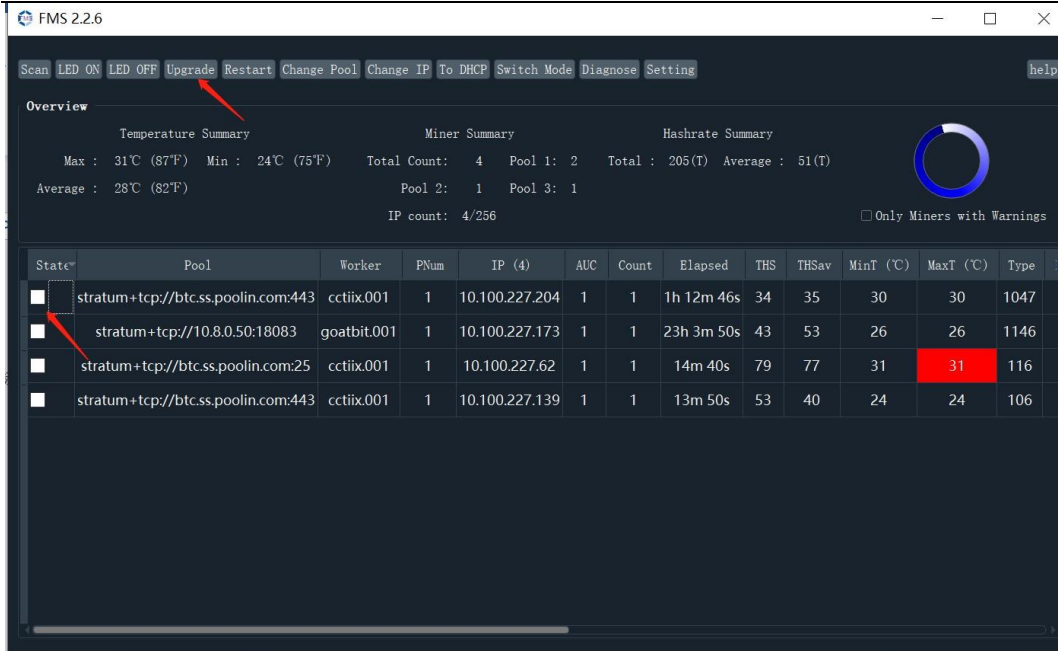 FMS 2.2.6
Scan LED ON LED OFF Upgrade Restart Change Pool Change IP To DHCP Switch Mode Diagnose Setting help
Overview
Temperature Summary Miner Summary Hashrate Summary
Max : 31℃ (87℉) Min : 24℃ (75℉) Total Count: 4 Pool 1: 2 Total : 205(T) Average : 51(T)
Average : 28℃ (82℉) Pool 2: 1 Pool 3: 1
IP count: 4/256 Only Miners with Warnings
State Pool Worker PNum IP (4) AUC Count Elapsed THS THSav MinT (℃) MaxT (℃) Type
stratum+tcp://btc.ss.poolin.com:443 cctiix.001 1 10.100.227.204 1 1 1h 12m 46s 34 35 30 30 1047
stratum+tcp://10.8.0.50:18083 goatbit.001 1 10.100.227.173 1 1 23h 3m 50s 43 53 26 26 1146
stratum+tcp://btc.ss.poolin.com:25 cctiix.001 1 10.100.227.62 1 1 14m 40s 79 77 31 31 116
stratum+tcp://btc.ss.poolin.com:443 cctiix.001 1 10.100.227.139 1 1 13m 50s 53 40 24 24 106